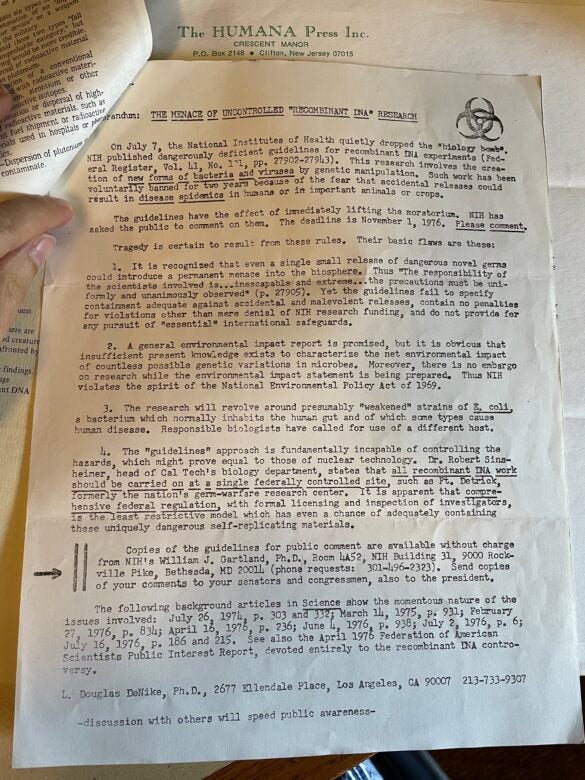 The HUMANA Press Inc.
CRESCENT MANOR
P.O. Box 2148 • Clifton, New Jersey 07015
randum: THE MENACE OF UNCONTROLLED "RECOMBINANT DNA" RESEARCH
On July 7, the National Institutes of Health quietly dropped the "biology bomb".
NIH published dangerously deficient guidelines for recombinant DNA experiments (Fed-
eral Register, Vol. 41, No. pp. 27902-27943). This research involves the crea-
tion of new forms of bacteria and viruses by genetic manipulation. Such work has been
voluntarily banned for two years because of the fear that accidental releases could
result in disease epidemics in humans or in important animals or crops.
The guidelines have the effect of immediately lifting the moratorium. NIH has
asked the public to comment on them. The deadline is November 1, 1976. Please comment.
Tragedy is certain to result from these rules. Their basic flaws are these:
1. It is recognized that even a single small release of dangerous novel germs
could introduce a permanent menace into the biosphere. Thus "The responsibility of
the scientists involved is...inescapable and extreme...the precautions must be uni-
formly and unanimously observed" (p. 27905). Yet the guidelines fail to specify
containment adequate against accidental and malevolent releases, contain no penalties
for violations other than mere denial of NIH research funding, and do not provide for
any pursuit of "essential" international safeguards.
2. A general environmental impact report is promised, but it is obvious that
insufficient present knowledge exists to characterize the net environmental impact
of countless possible genetic variations in microbes. Moreover, there is no embargo
on research while the environmental impact statement is being prepared. Thus NIH
violates the spirit of the National Environmental Policy Act of 1969.
3. The research will revolve around presumably "weakened" strains of E. coli,
a bacterium which normally inhabits the human gut and of which some types cause
human disease. Responsible biologists have called for use of a different host.
4. The "guidelines" approach is fundamentally incapable of controlling the
hazards, which might prove equal to those of nuclear technology. Dr. Robert Sins-
heimer, head of Cal Tech's biology department, states that all recombinant DNA work
should be carried on at a single federally controlled site, such as Ft. Detrick,
formerly the nation's germ-warfare research center. It is apparent that compre-
hensive federal regulation, with formal licensing and inspection of investigators,
is the least restrictive model which has even a chance of adequately containing
these uniquely dangerous self-replicating materials.
Copies of the guidelines for public comment are available without charge
from NIH's William J. Gartland, Ph.D., Room 4A52, NIH Building 31, 9000 Rock-
ville Pike, Bethesda, MD 20014 (phone requests: 301-496-2323). Send copies
of your comments to your senators and congressmen, also to the president.
The following background articles in Science show the momentous nature of the
issues involved: July 26, 1974, p. 303 and 332; March 14, 1975, p. 931; February
27, 1976, p. 834; April 16, 1976, p. 236; June 4, 1976, p. 938; July 2, 1976, p. 6;
July 16, 1976, p. 186 and 215. See also the April 1976 Federation of American
Scientists Public Interest Report, devoted entirely to the recombinant DNA contro-
versy.
L. Douglas DeNike, Ph.D., 2677 Ellendale Place, Los Angeles, CA 90007 213-733-9307
-discussion with others will speed public awareness-